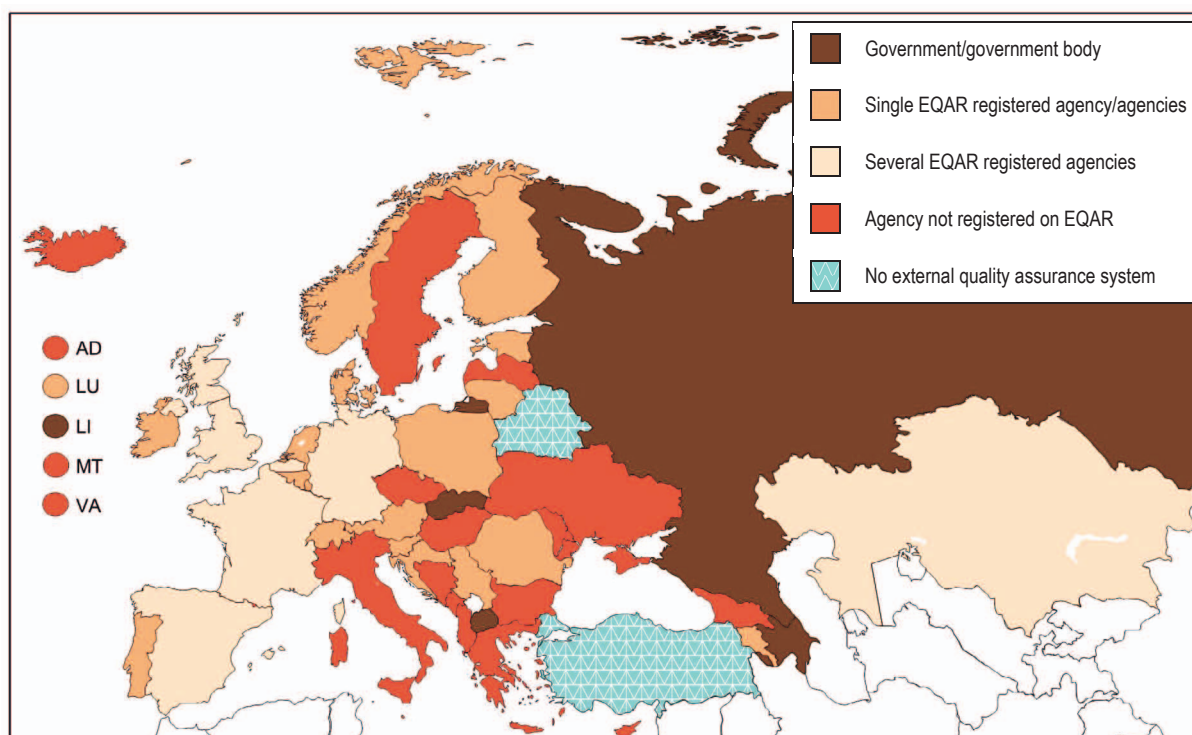 Government/government body
Single EQAR registered agency/agencies
Several EQAR registered agencies
Agency not registered on EQAR
No external quality assurance system
AD
LU
LI
MT
VA